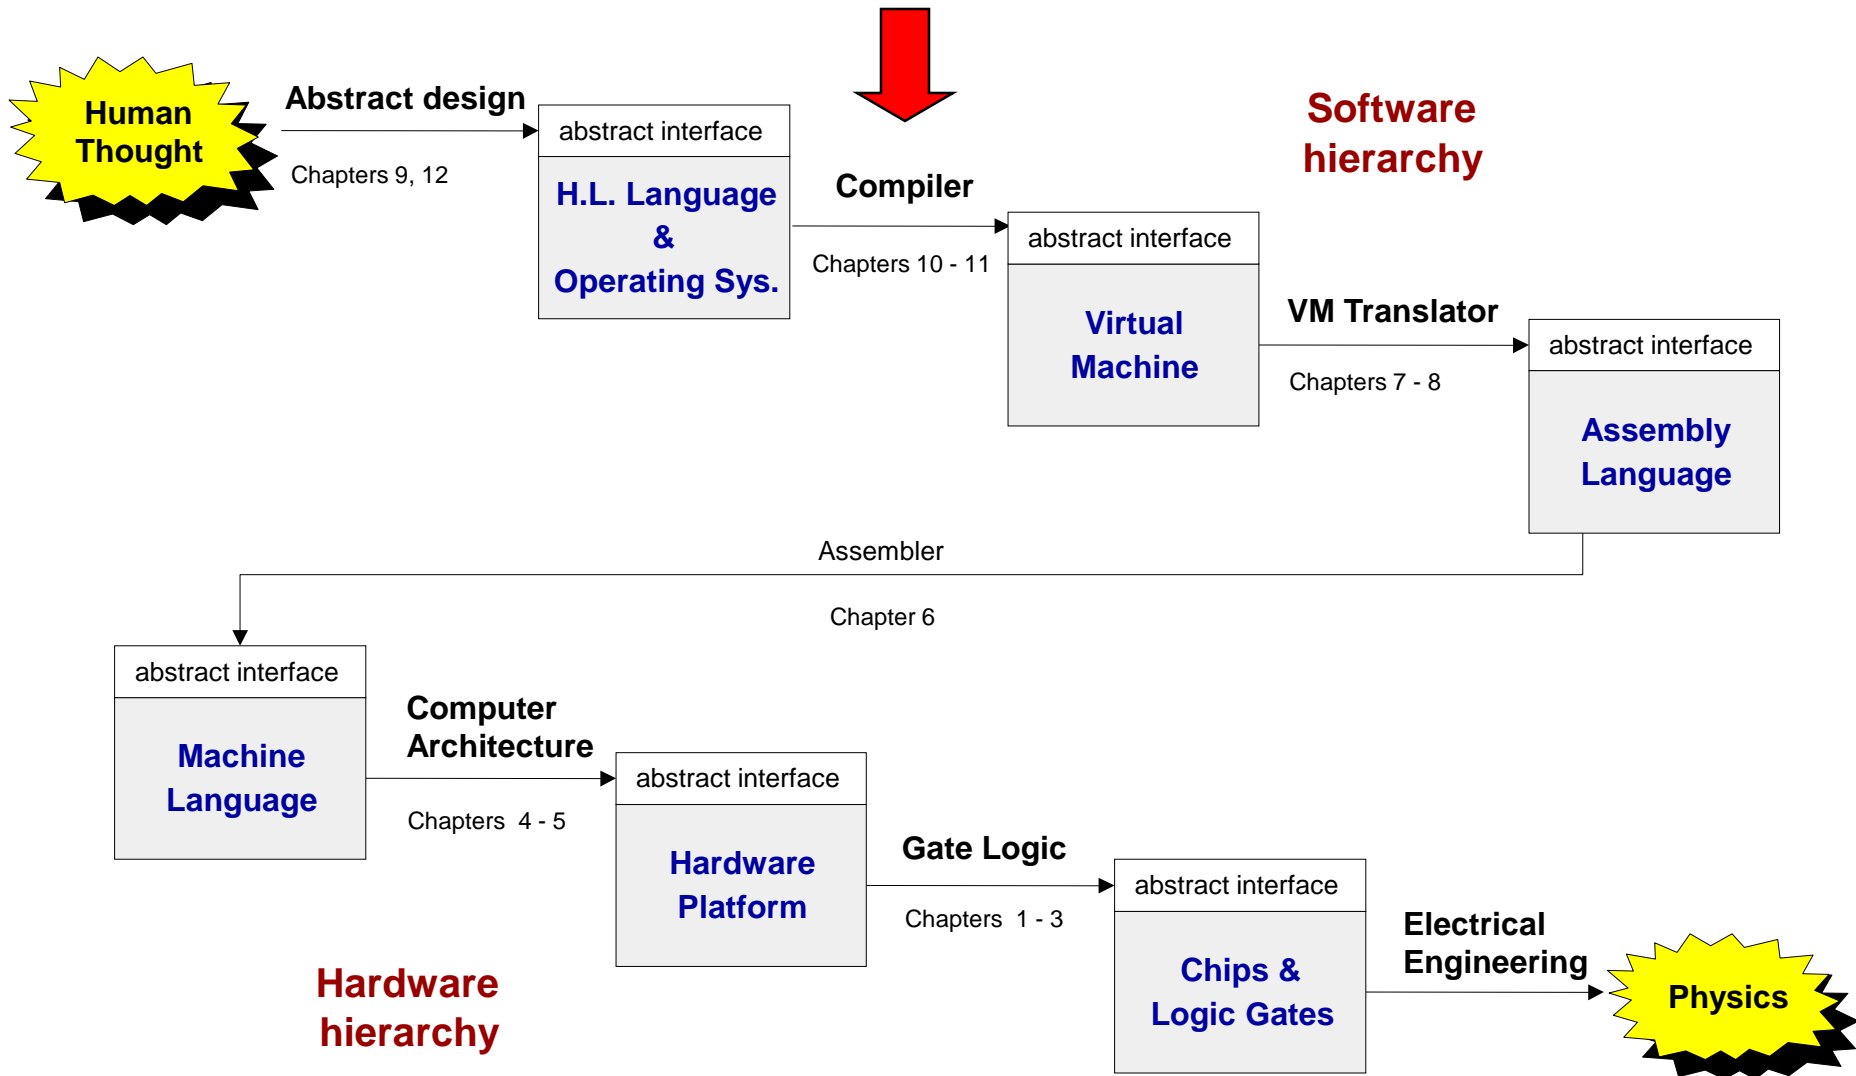 Human
Thought
Abstract design
Chapters 9, 12
abstract interface
H.L. Language
&
Operating Sys.
Compiler
Chapters 10 - 11
Software
hierarchy
abstract interface
Virtual
Machine
VM Translator
Chapters 7 - 8
abstract interface
Assembly
Language
Assembler
Chapter 6
abstract interface
Machine
Language
Computer
Architecture
Chapters 4 - 5
abstract interface
Hardware
Platform
Gate Logic
Chapters 1 - 3
abstract interface
Chips &
Logic Gates
Electrical
Engineering
Physics
Hardware
hierarchy